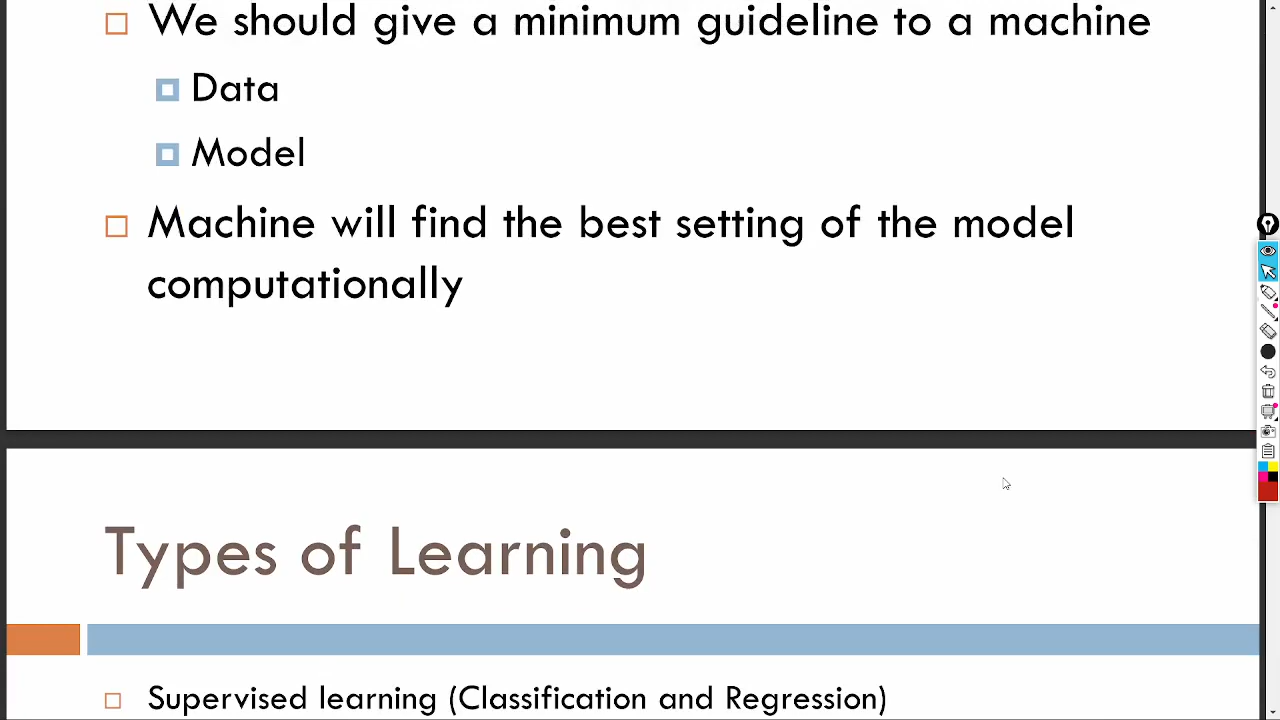 We should give a minimum guideline to a machine
Data
Model
Machine will find the best setting of the model
computationally
Types of Learning
Supervised learning (Classification and Regression)